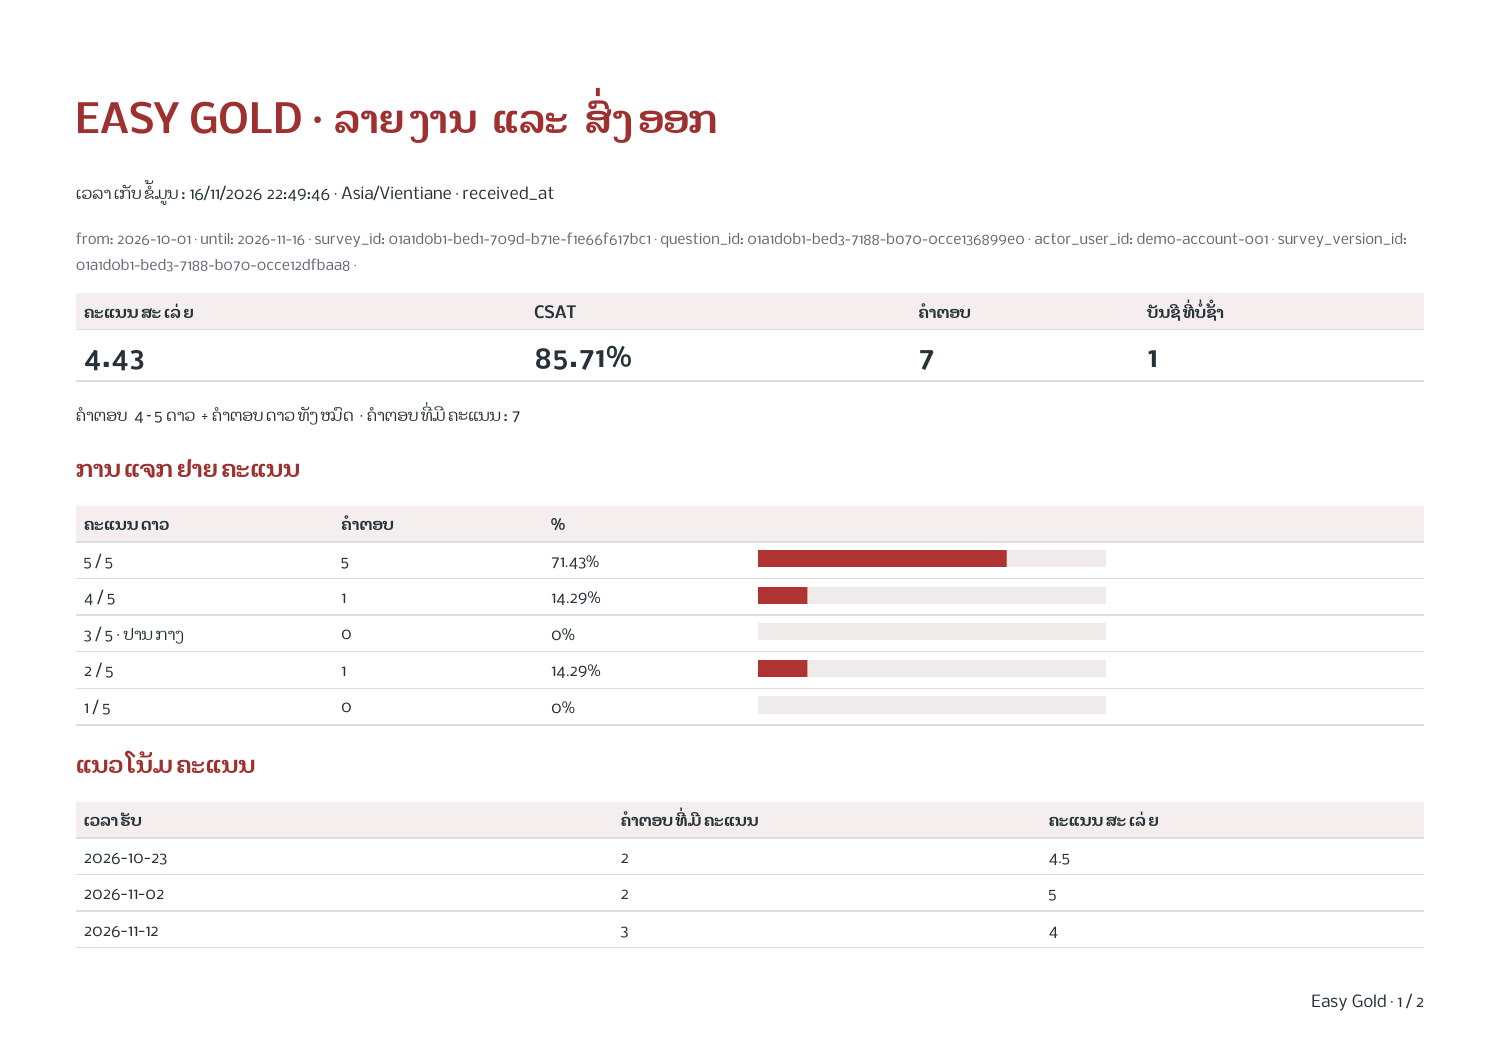 EASY GOLD · ລາຍງານ ແລະ ສົ່ງອອກ
ເວລາເກັບຂໍ້ມູນ: 16/11/2026 22:49:46 · Asia/Vientiane · received_at
from: 2026-10-01 · until: 2026-11-16 · survey_id: 01a1d0b1-bed1-709d-b71e-f1e66f617bc1 · question_id: 01a1d0b1-bed3-7188-b070-0cce136899e0 · actor_user_id: demo-account-001 · survey_version_id:
01a1d0b1-bed3-7188-b070-0cce12dfbaa8 ·
ຄະແນນສະເລ່ຍ CSAT ຄຳຕອບ ບັນຊີທີ່ບໍ່ຊ້ຳ
4.43 85.71% 7 1
ຄຳຕອບ 4-5 ດາວ ÷ ຄຳຕອບດາວທັງໝົດ · ຄຳຕອບທີ່ມີຄະແນນ: 7
ການແຈກຢາຍຄະແນນ
ຄະແນນດາວ ຄຳຕອບ %
5 / 5 5 71.43%
4 / 5 1 14.29%
3 / 5 · ປານກາງ 0 0%
2 / 5 1 14.29%
1 / 5 0 0%
ແນວໂນ້ມຄະແນນ
ເວລາຮັບ ຄຳຕອບທີ່ມີຄະແນນ ຄະແນນສະເລ່ຍ
2026-10-23 2 4.5
2026-11-02 2 5
2026-11-12 3 4
Easy Gold · 1 / 2